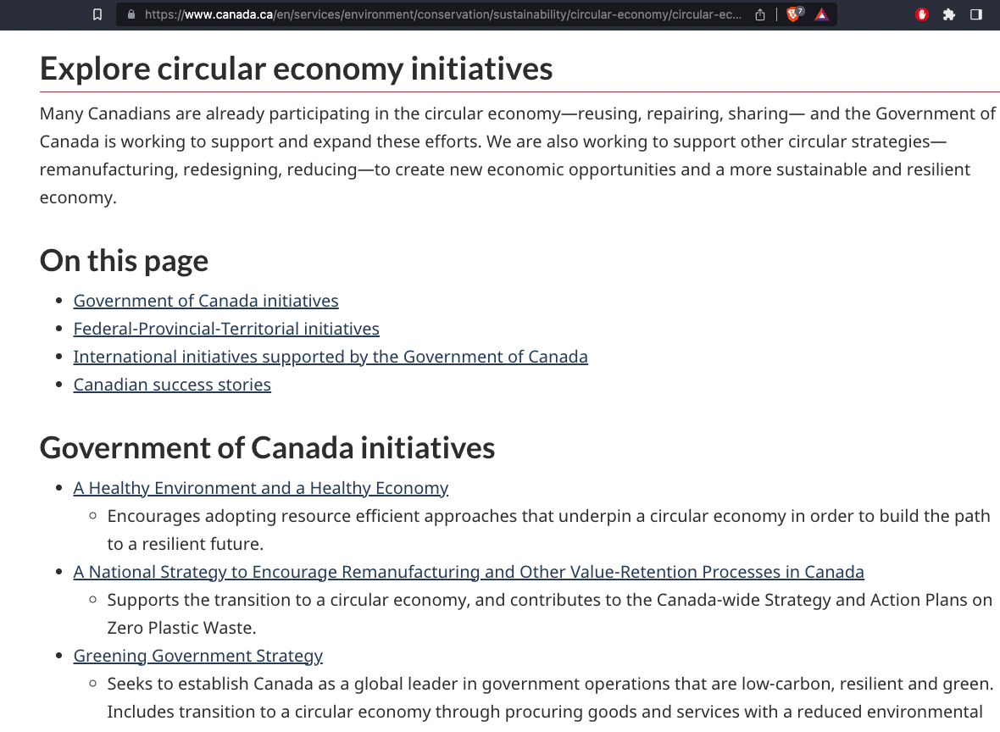 https://www.canada.ca/en/services/environment/conservation/sustainability/circular-economy/circular-ec...
7
Explore circular economy initiatives
Many Canadians are already participating in the circular economy—reusing, repairing, sharing— and the Government of
Canada is working to support and expand these efforts. We are also working to support other circular strategies—
remanufacturing, redesigning, reducing—to create new economic opportunities and a more sustainable and resilient
economy.
On this page
Government of Canada initiatives
Federal-Provincial-Territorial initiatives
International initiatives supported by the Government of Canada
Canadian success stories
Government of Canada initiatives
A Healthy Environment and a Healthy Economy
Encourages adopting resource efficient approaches that underpin a circular economy in order to build the path
to a resilient future.
A National Strategy to Encourage Remanufacturing and Other Value-Retention Processes in Canada
Supports the transition to a circular economy, and contributes to the Canada-wide Strategy and Action Plans on
Zero Plastic Waste.
Greening Government Strategy
Seeks to establish Canada as a global leader in government operations that are low-carbon, resilient and green.
Includes transition to a circular economy through procuring goods and services with a reduced environmental